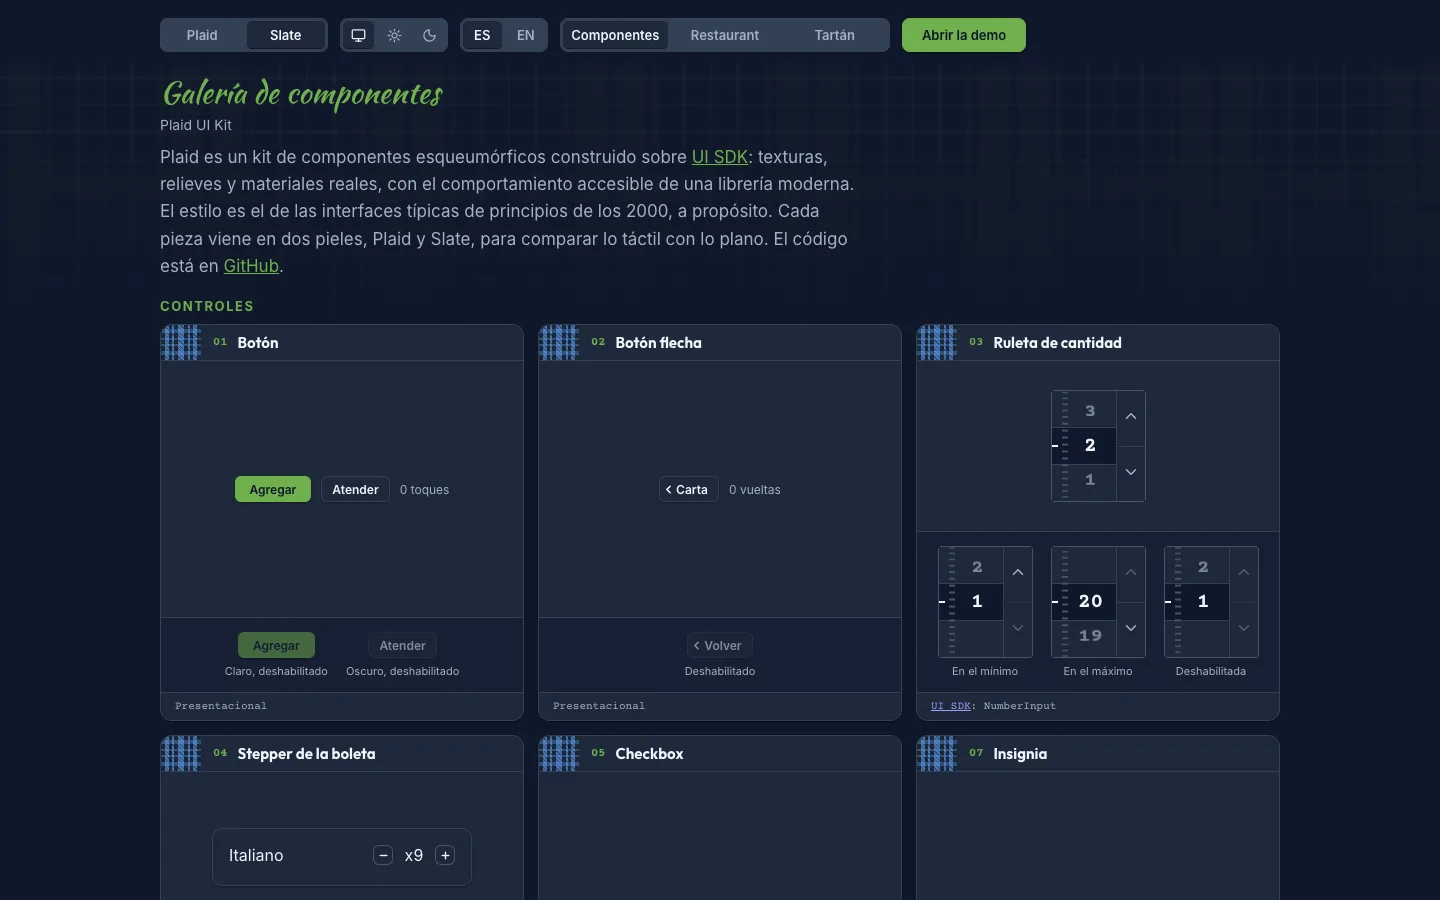 Plaid
Slate
ES
EN
Componentes
Restaurant
Tartán
Abrir la demo
Galería de componentes
Plaid UI Kit
Plaid es un kit de componentes esqueumórficos construido sobre UI SDK: texturas,
relieves y materiales reales, con el comportamiento accesible de una librería moderna.
El estilo es el de las interfaces típicas de principios de los 2000, a propósito. Cada
pieza viene en dos pieles, Plaid y Slate, para comparar lo táctil con lo plano. El código
está en GitHub.
CONTROLES
01 Botón
Agregar
Atender
0 toques
Agregar
Claro, deshabilitado
Atender
Oscuro, deshabilitado
Presentacional
02 Botón flecha
Carta
0 vueltas
Volver
Deshabilitado
Presentacional
03 Ruleta de cantidad
3
2
1
2
1
En el mínimo
20
19
En el máximo
2
1
Deshabilitada
UI SDK: NumberInput
04 Stepper de la boleta
Italiano
− x9 +
05 Checkbox
07 Insignia